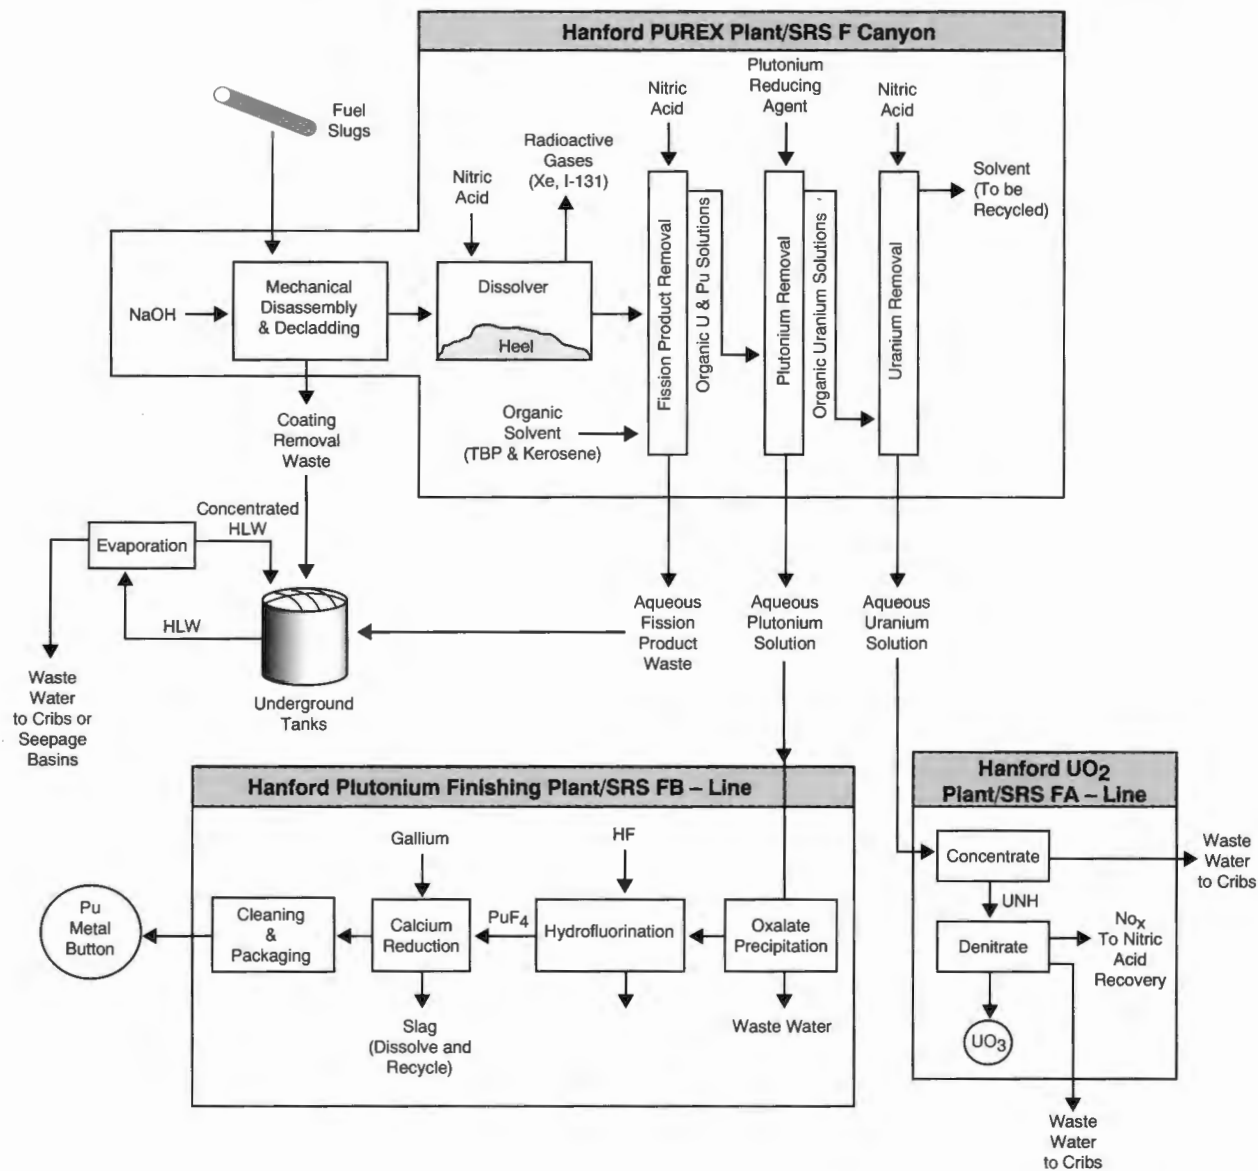 Hanford PUREX Plant/SRS F Canyon
Fuel
Slugs
Nitric
Acid
Radioactive
Gases
(Xe, I-131)
Nitric
Acid
Plutonium
Reducing
Agent
Nitric
Acid
Solvent
(To be
Recycled)
NaOH
Mechanical
Disassembly
& Decladding
Dissolver
Heel
Fission Product Removal
Organic U & Pu Solutions
Plutonium Removal
Organic Uranium Solutions
Uranium Removal
Organic
Solvent
(TBP & Kerosene)
Coating
Removal
Waste
Concentrated
HLW
Evaporation
HLW
Underground
Tanks
Waste
Water
to Cribs or
Seepage
Basins
Aqueous
Fission
Product
Waste
Aqueous
Plutonium
Solution
Aqueous
Uranium
Solution
Hanford Plutonium Finishing Plant/SRS FB – Line
Gallium
HF
Pu
Metal
Button
Cleaning
&
Packaging
Calcium
Reduction
PuF4
Hydrofluorination
Oxalate
Precipitation
Slag
(Dissolve and
Recycle)
Waste Water
Hanford UO2
Plant/SRS FA – Line
Concentrate
Waste
Water
to Cribs
UNH
Denitrate
Nox
To Nitric
Acid
Recovery
UO3
Waste
Water
to Cribs